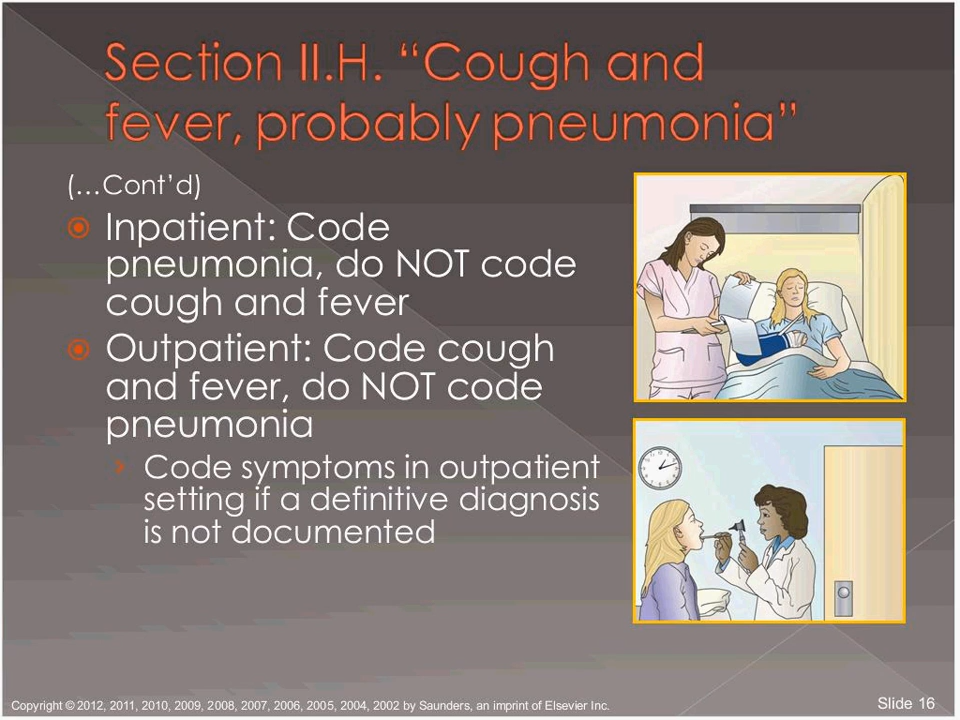 Section II.H. “Cough and
fever, probably pneumonia”
(…Cont’d)
Inpatient: Code
pneumonia, do NOT code
cough and fever
Outpatient: Code cough
and fever, do NOT code
pneumonia
Code symptoms in outpatient
setting if a definitive diagnosis
is not documented
Copyright © 2012, 2011, 2010, 2009, 2008, 2007, 2006, 2005, 2004, 2002 by Saunders, an imprint of Elsevier Inc.
Slide 16